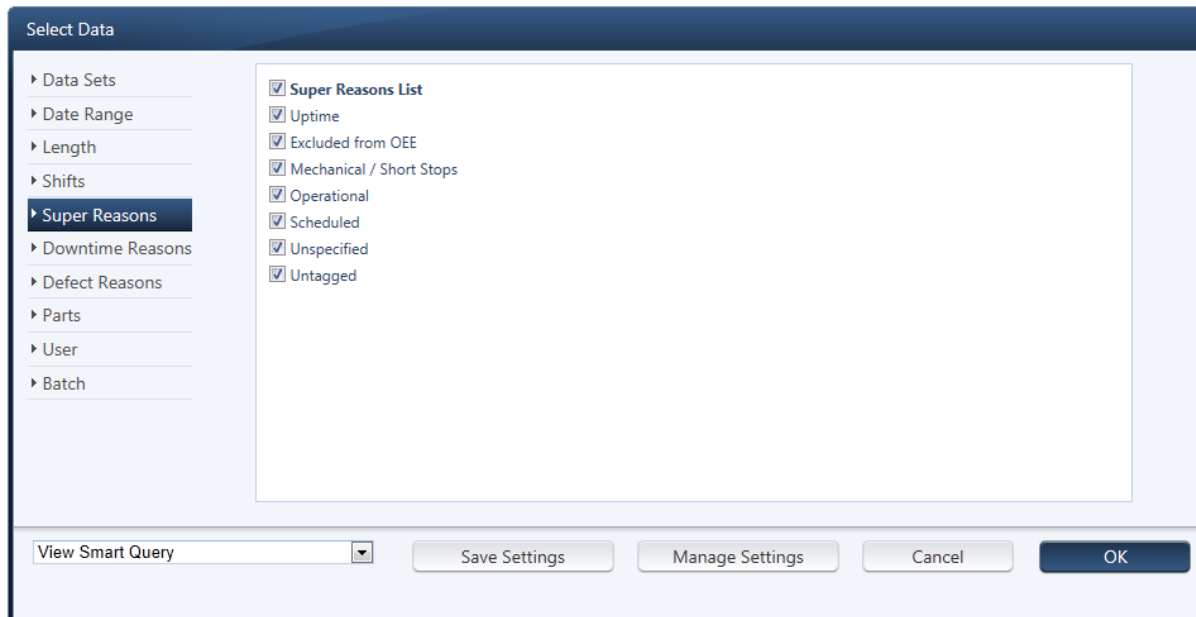 Select Data
Data Sets
Date Range
Length
Shifts
Super Reasons
Downtime Reasons
Defect Reasons
Parts
User
Batch
Super Reasons List
Uptime
Excluded from OEE
Mechanical / Short Stops
Operational
Scheduled
Unspecified
Untagged
View Smart Query
Save Settings
Manage Settings
Cancel
OK